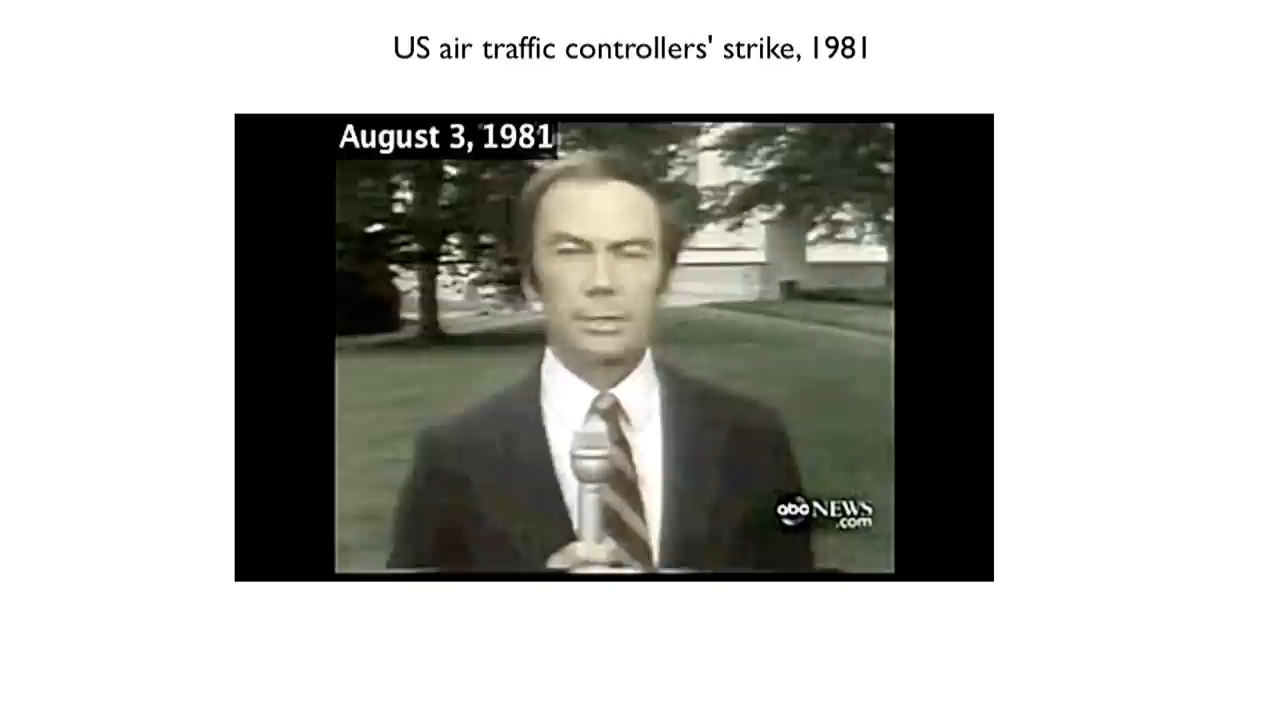 US air traffic controllers' strike, 1981
August 3, 1981
abc NEWS
.com